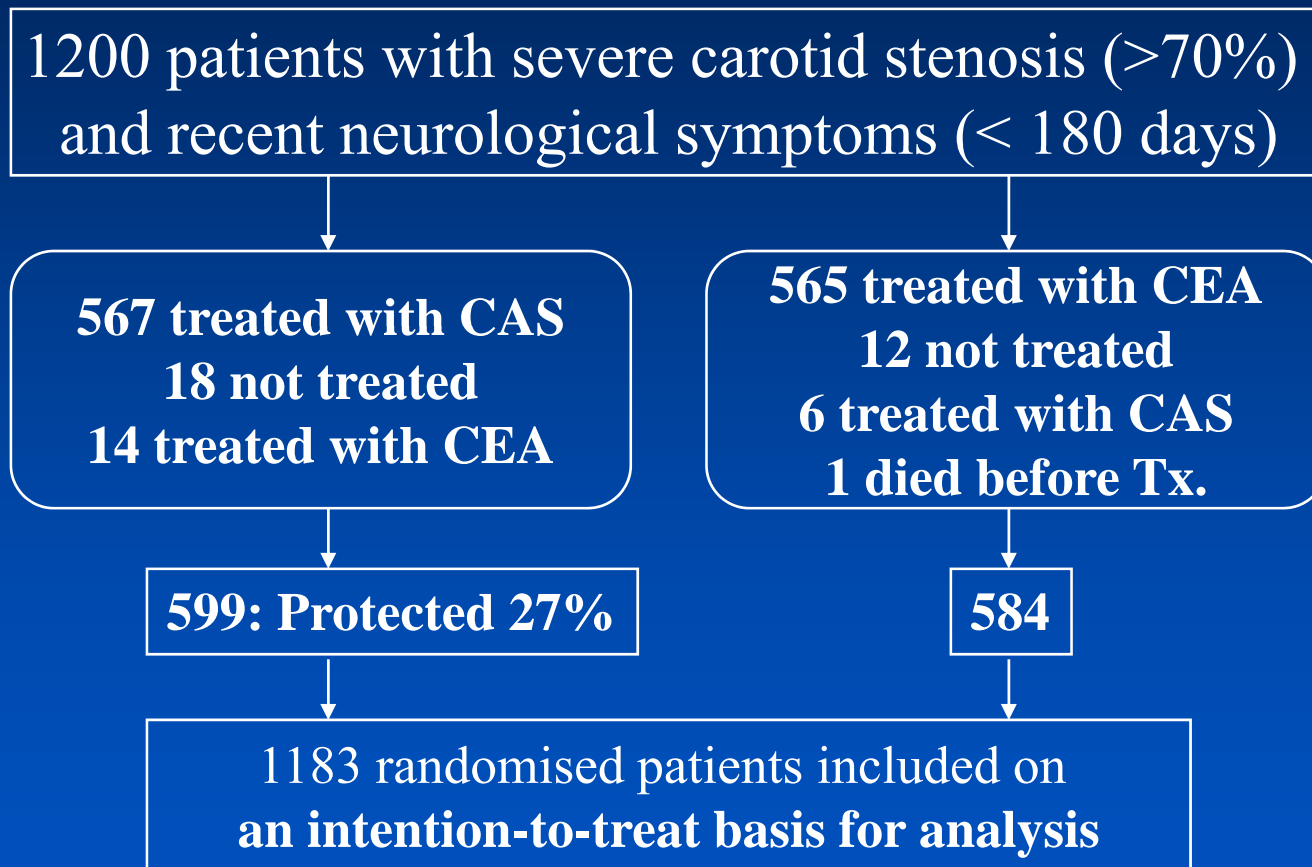 1200 patients with severe carotid stenosis (>70%)
and recent neurological symptoms (< 180 days)
567 treated with CAS
18 not treated
14 treated with CEA
565 treated with CEA
12 not treated
6 treated with CAS
1 died before Tx.
599: Protected 27%
584
1183 randomised patients included on
an intention-to-treat basis for analysis